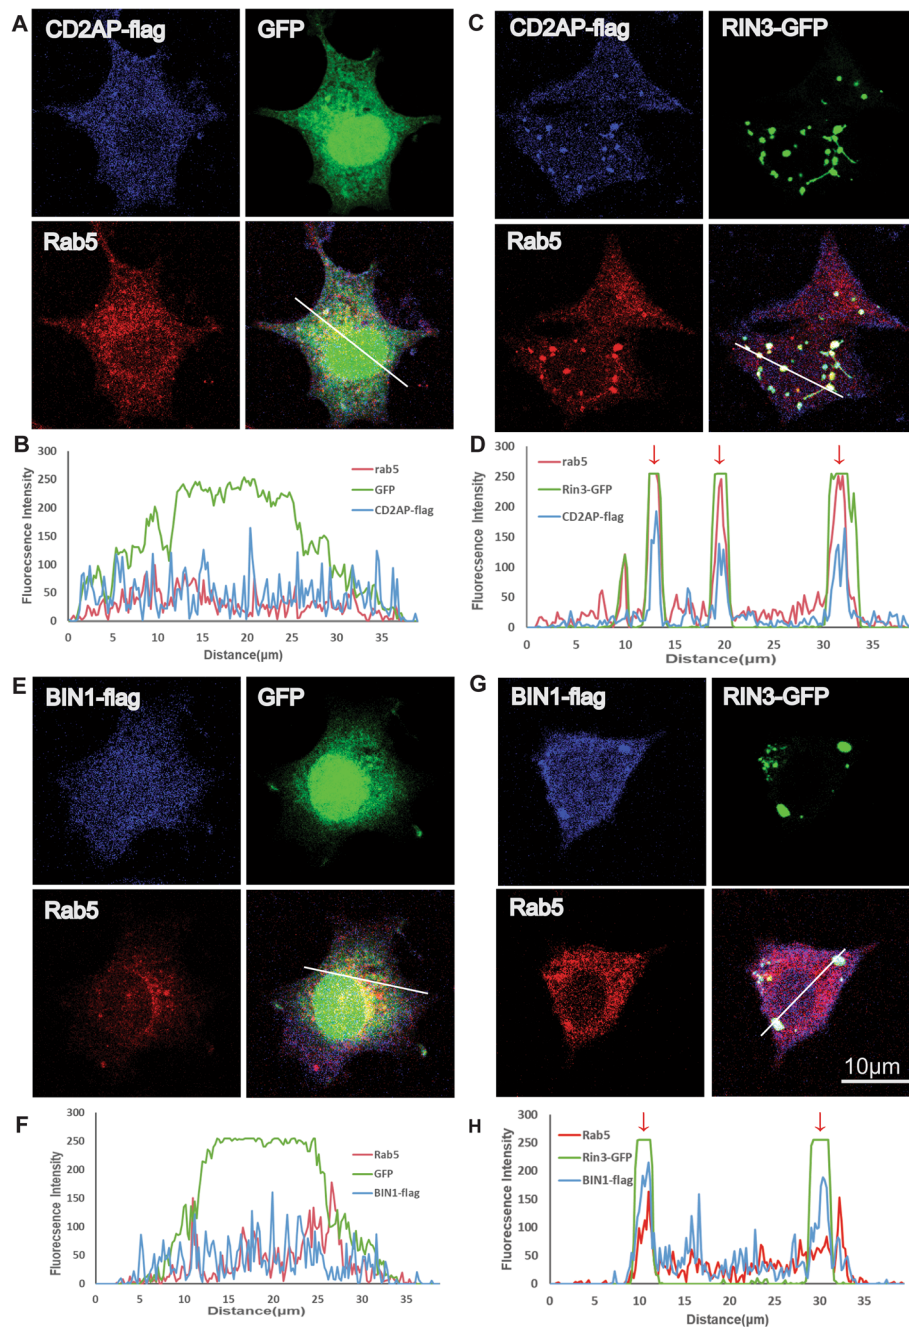 A CD2AP-flag GFP
Rab5
C CD2AP-flag RIN3-GFP
Rab5
B
300
250
200
150
100
50
0
Fluorecsence Intensity
rab5
GFP
CD2AP-flag
0 5 10 15 20 25 30 35
Distance(μm)
D
300
250
200
150
100
50
0
Fluorecsence Intensity
rab5
Rin3-GFP
CD2AP-flag
0 5 10 15 20 25 30 35
Distance(μm)
E BIN1-flag GFP
Rab5
G BIN1-flag RIN3-GFP
Rab5
10μm
F
300
250
200
150
100
50
0
Fluorecsence Intensity
Rab5
GFP
BIN1-flag
0 5 10 15 20 25 30 35
Distance(μm)
H
300
250
200
150
100
50
0
Fluorecsence Intensity
Rab5
Rin3-GFP
BIN1-flag
0 5 10 15 20 25 30 35
Distance(μm)